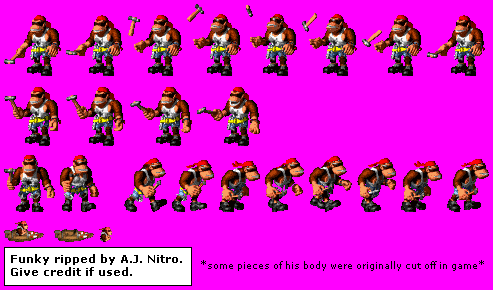 Funky ripped by A.J. Nitro.
Give credit if used.
*some pieces of his body were originally cut off in game*